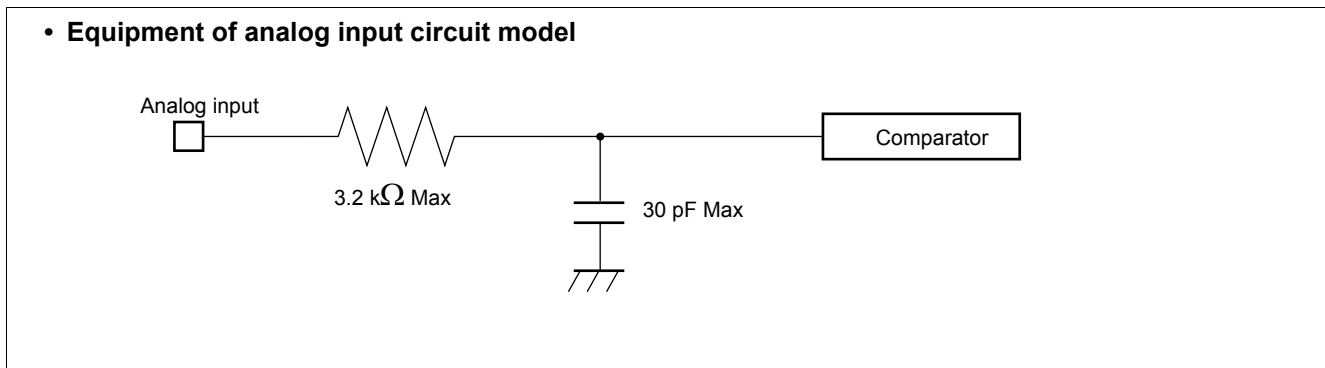 • Equipment of analog input circuit model
Analog input
Comparator
3.2 kΩ Max
30 pF Max